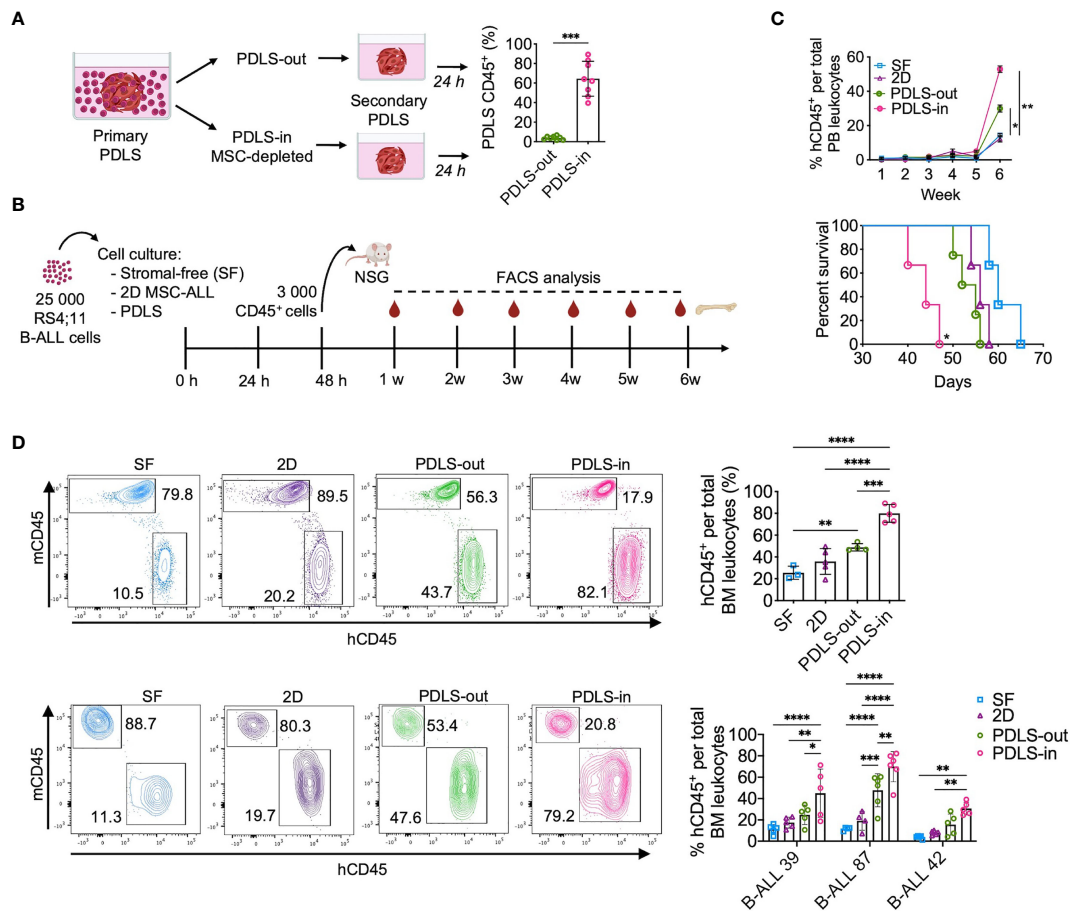 A
Primary
PDLS
PDLS-out
PDLS-in
MSC-depleted
Secondary
PDLS
24 h
24 h
PDLS CD45⁺ (%)
100
80
60
40
20
0
***
PDLS-out
PDLS-in
B
25 000
RS4;11
B-ALL cells
Cell culture:
- Stromal-free (SF)
- 2D MSC-ALL
- PDLS
3 000
CD45⁺ cells
NSG
FACS analysis
0 h
24 h
48 h
1 w
2w
3w
4w
5w
6w
C
% hCD45⁺ per total
PB leukocytes
60
40
20
0
SF
2D
PDLS-out
PDLS-in
**
*
1 2 3 4 5 6
Week
Percent survival
100
80
60
40
20
0
*
30 40 50 60 70
Days
D
SF
2D
PDLS-out
PDLS-in
mCD45
79.8
10.5
89.5
20.2
56.3
43.7
17.9
82.1
hCD45
hCD45⁺ per total
BM leukocytes (%)
100
80
60
40
20
0
****
****
***
**
SF
2D
PDLS-out
PDLS-in
SF
2D
PDLS-out
PDLS-in
mCD45
88.7
11.3
80.3
19.7
53.4
47.6
20.8
79.2
hCD45
% hCD45⁺ per total
BM leukocytes
100
80
60
40
20
0
****
**
*
****
****
****
**
***
**
**
B-ALL 39
B-ALL 87
B-ALL 42
SF
2D
PDLS-out
PDLS-in